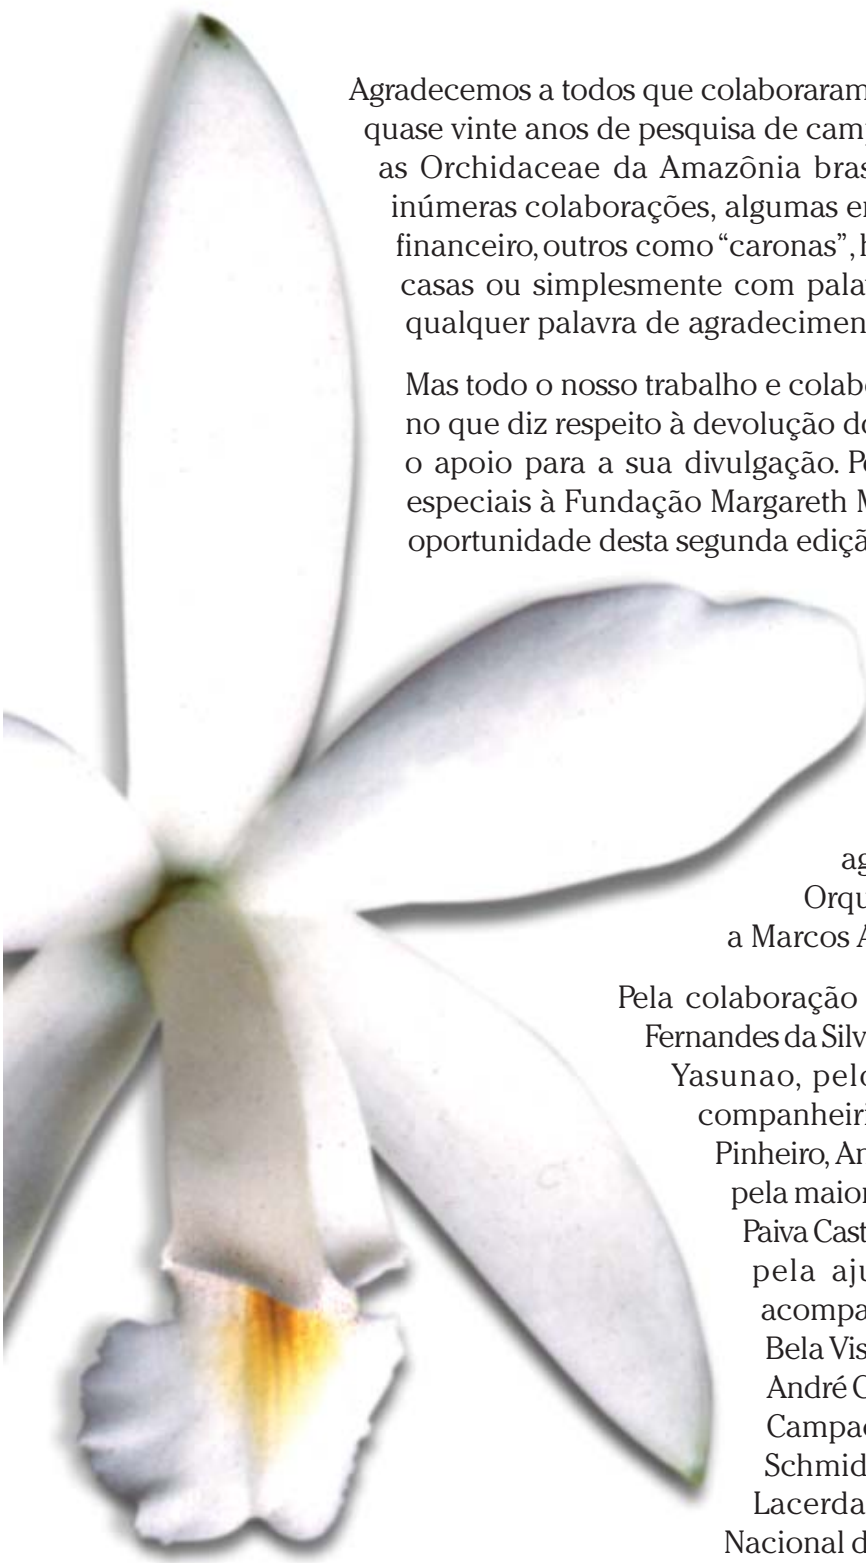 Agradecemos a todos que colaboraram
quase vinte anos de pesquisa de cam
as Orchidaceae da Amazônia bras
inúmeras colaborações, algumas e
financeiro, outros como “caronas”, h
casas ou simplesmente com pala
qualquer palavra de agradecimen
Mas todo o nosso trabalho e colab
no que diz respeito à devolução do
o apoio para a sua divulgação. Po
especiais à Fundação Margareth M
oportunidade desta segunda ediçã
ag
Orqu
a Marcos A
Pela colaboração
Fernandes da Silv
Yasunao, pelo
companheiri
Pinheiro, An
pela maior
Paiva Cast
pela aju
acompa
Bela Vis
André C
Campac
Schmid
Lacerda
Nacional d